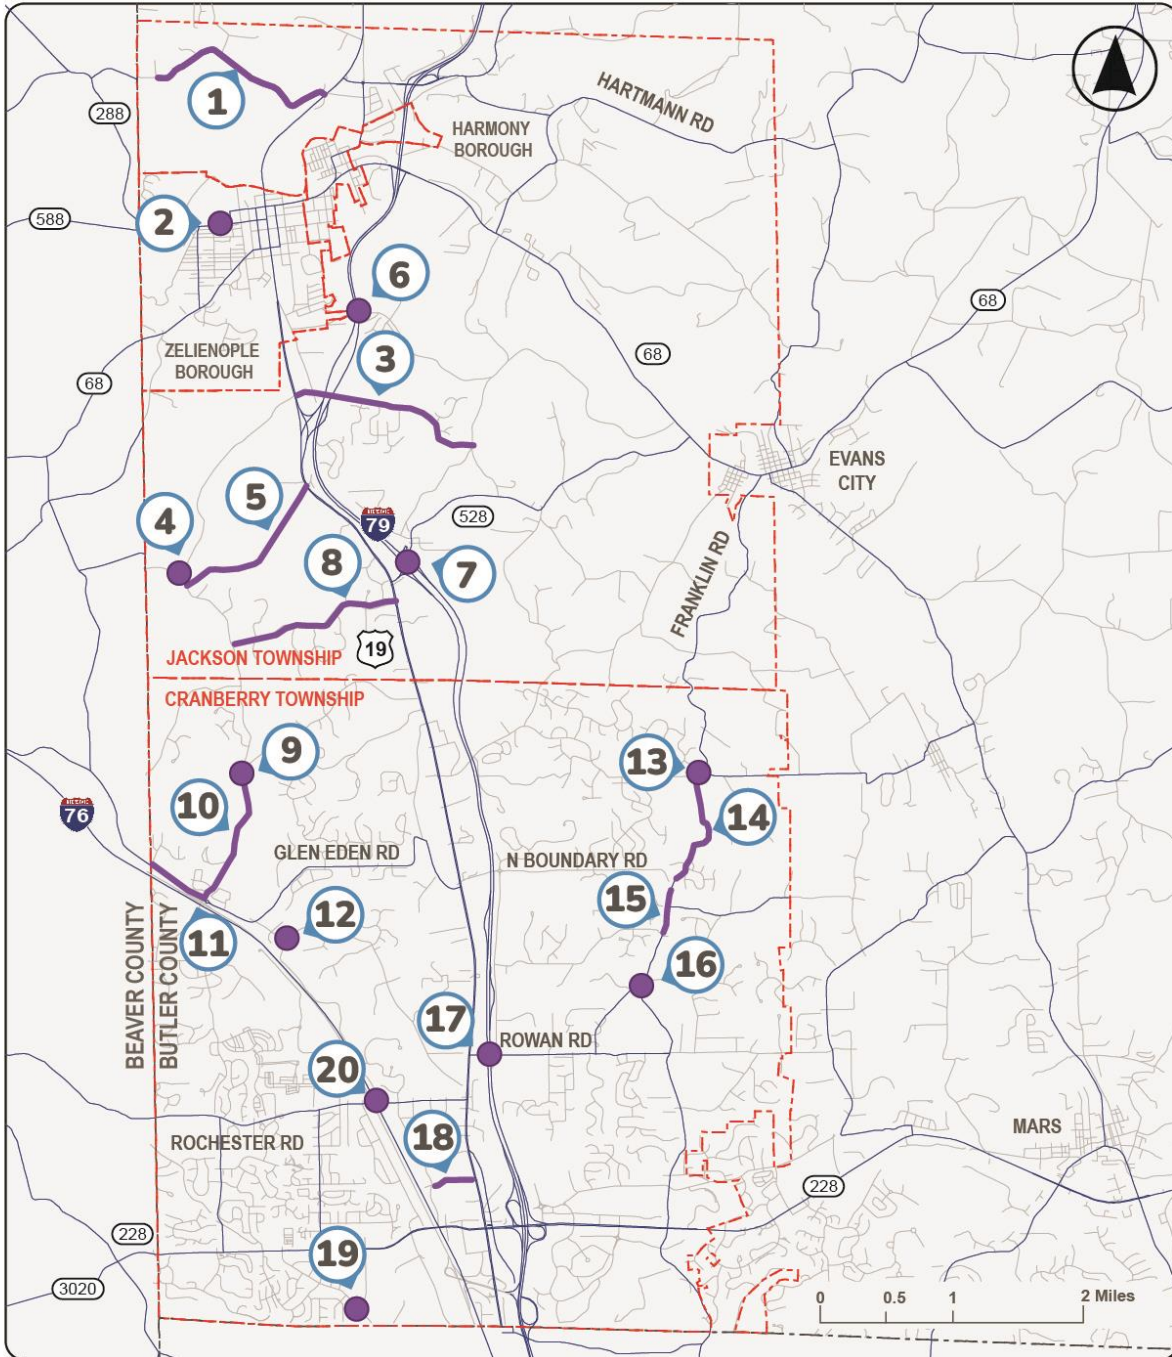 1
288
HARTMANN RD
HARMONY
BOROUGH
588
2
6
68
3
68
ZELIENOPLE
BOROUGH
68
EVANS
CITY
5
4
79
528
8
7
FRANKLIN RD
19
JACKSON TOWNSHIP
CRANBERRY TOWNSHIP
9
13
10
76
14
GLEN EDEN RD
N BOUNDARY RD
15
12
11
BEAVER COUNTY
BUTLER COUNTY
16
17
ROWAN RD
20
18
ROCHESTER RD
MARS
228
228
19
3020
0 0.5 1 2 Miles